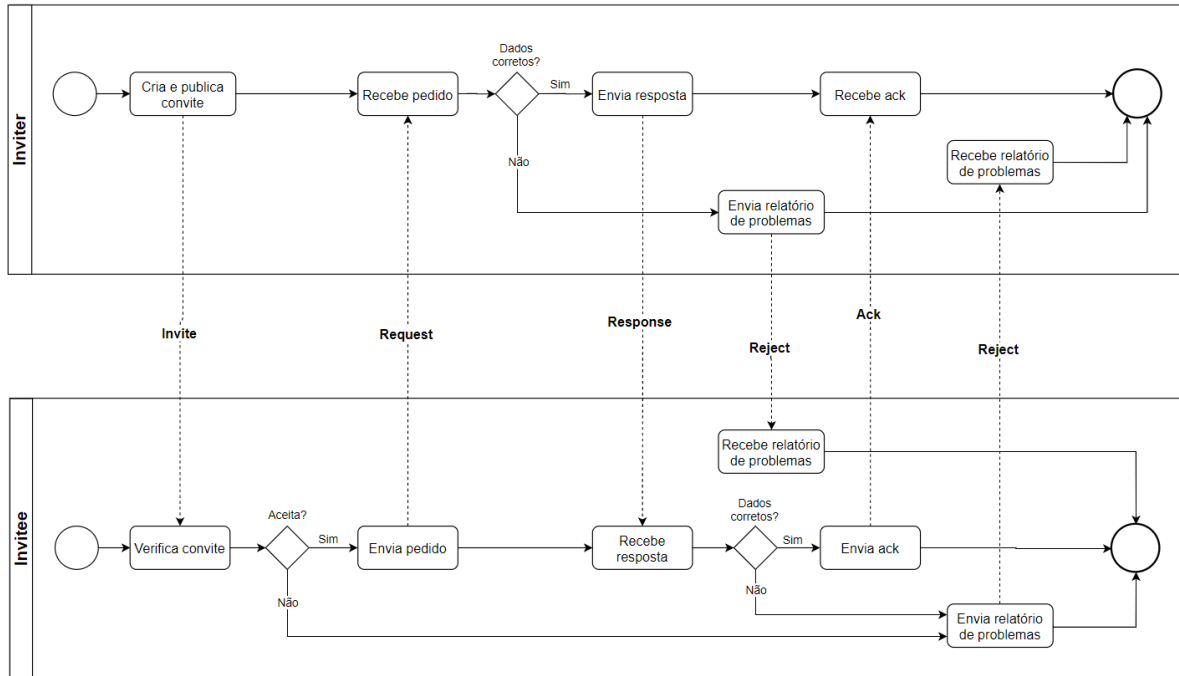 Inviter
Cria e publica
convite
Recebe pedido
Dados
corretos?
Sim
Não
Envia resposta
Recebe ack
Envia relatório
de problemas
Recebe relatório
de problemas
Invite
Request
Response
Reject
Ack
Reject
Invitee
Verifica convite
Aceita?
Sim
Não
Envia pedido
Recebe
resposta
Recebe relatório
de problemas
Dados
corretos?
Sim
Não
Envia ack
Envia relatório
de problemas